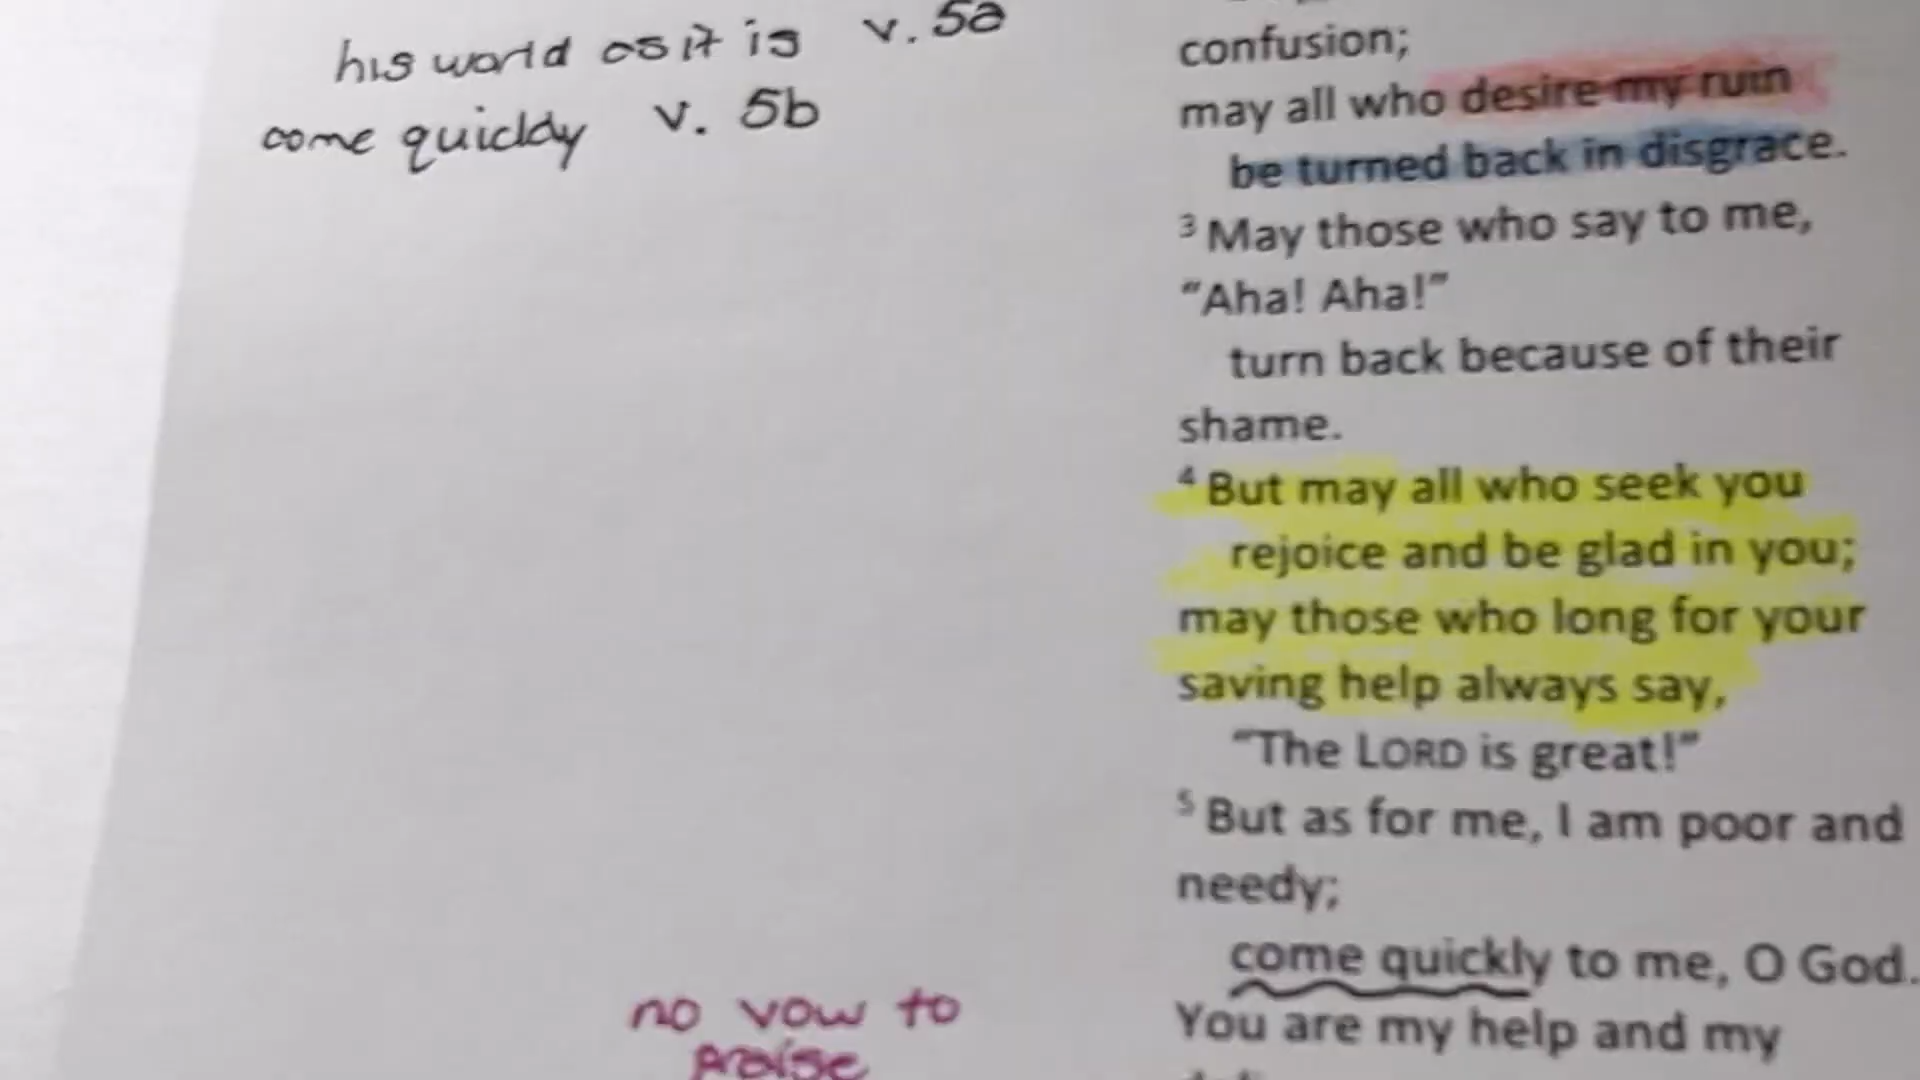 his world as it is v. 5a
come quickly v. 5b
no vow to
praise
confusion;
may all who desire my ruin
be turned back in disgrace.
3 May those who say to me,
“Aha! Aha!”
turn back because of their
shame.
4 But may all who seek you
rejoice and be glad in you;
may those who long for your
saving help always say,
“The LORD is great!”
5 But as for me, I am poor and
needy;
come quickly to me, O God.
You are my help and my